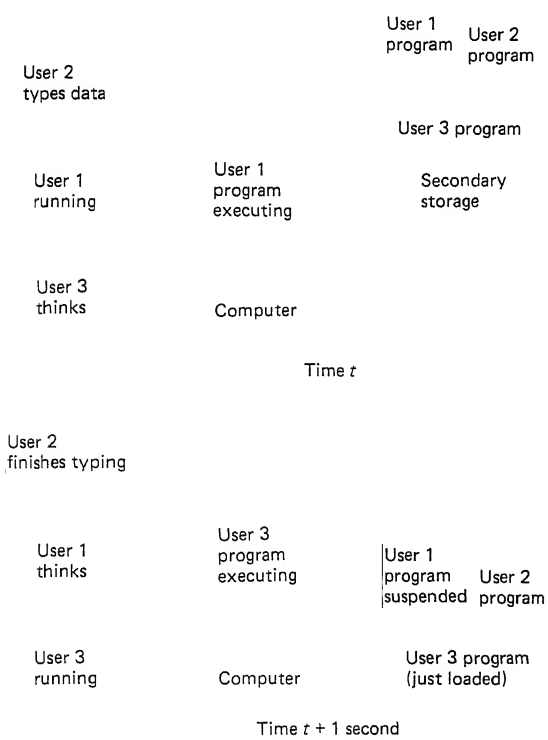 User 1
program
User 2
program
User 2
types data
User 3 program
User 1
running
User 1
program
executing
Secondary
storage
User 3
thinks
Computer
Time t
User 2
finishes typing
User 1
thinks
User 3
program
executing
User 1
program
suspended
User 2
program
User 3
running
Computer
User 3 program
(just loaded)
Time t + 1 second